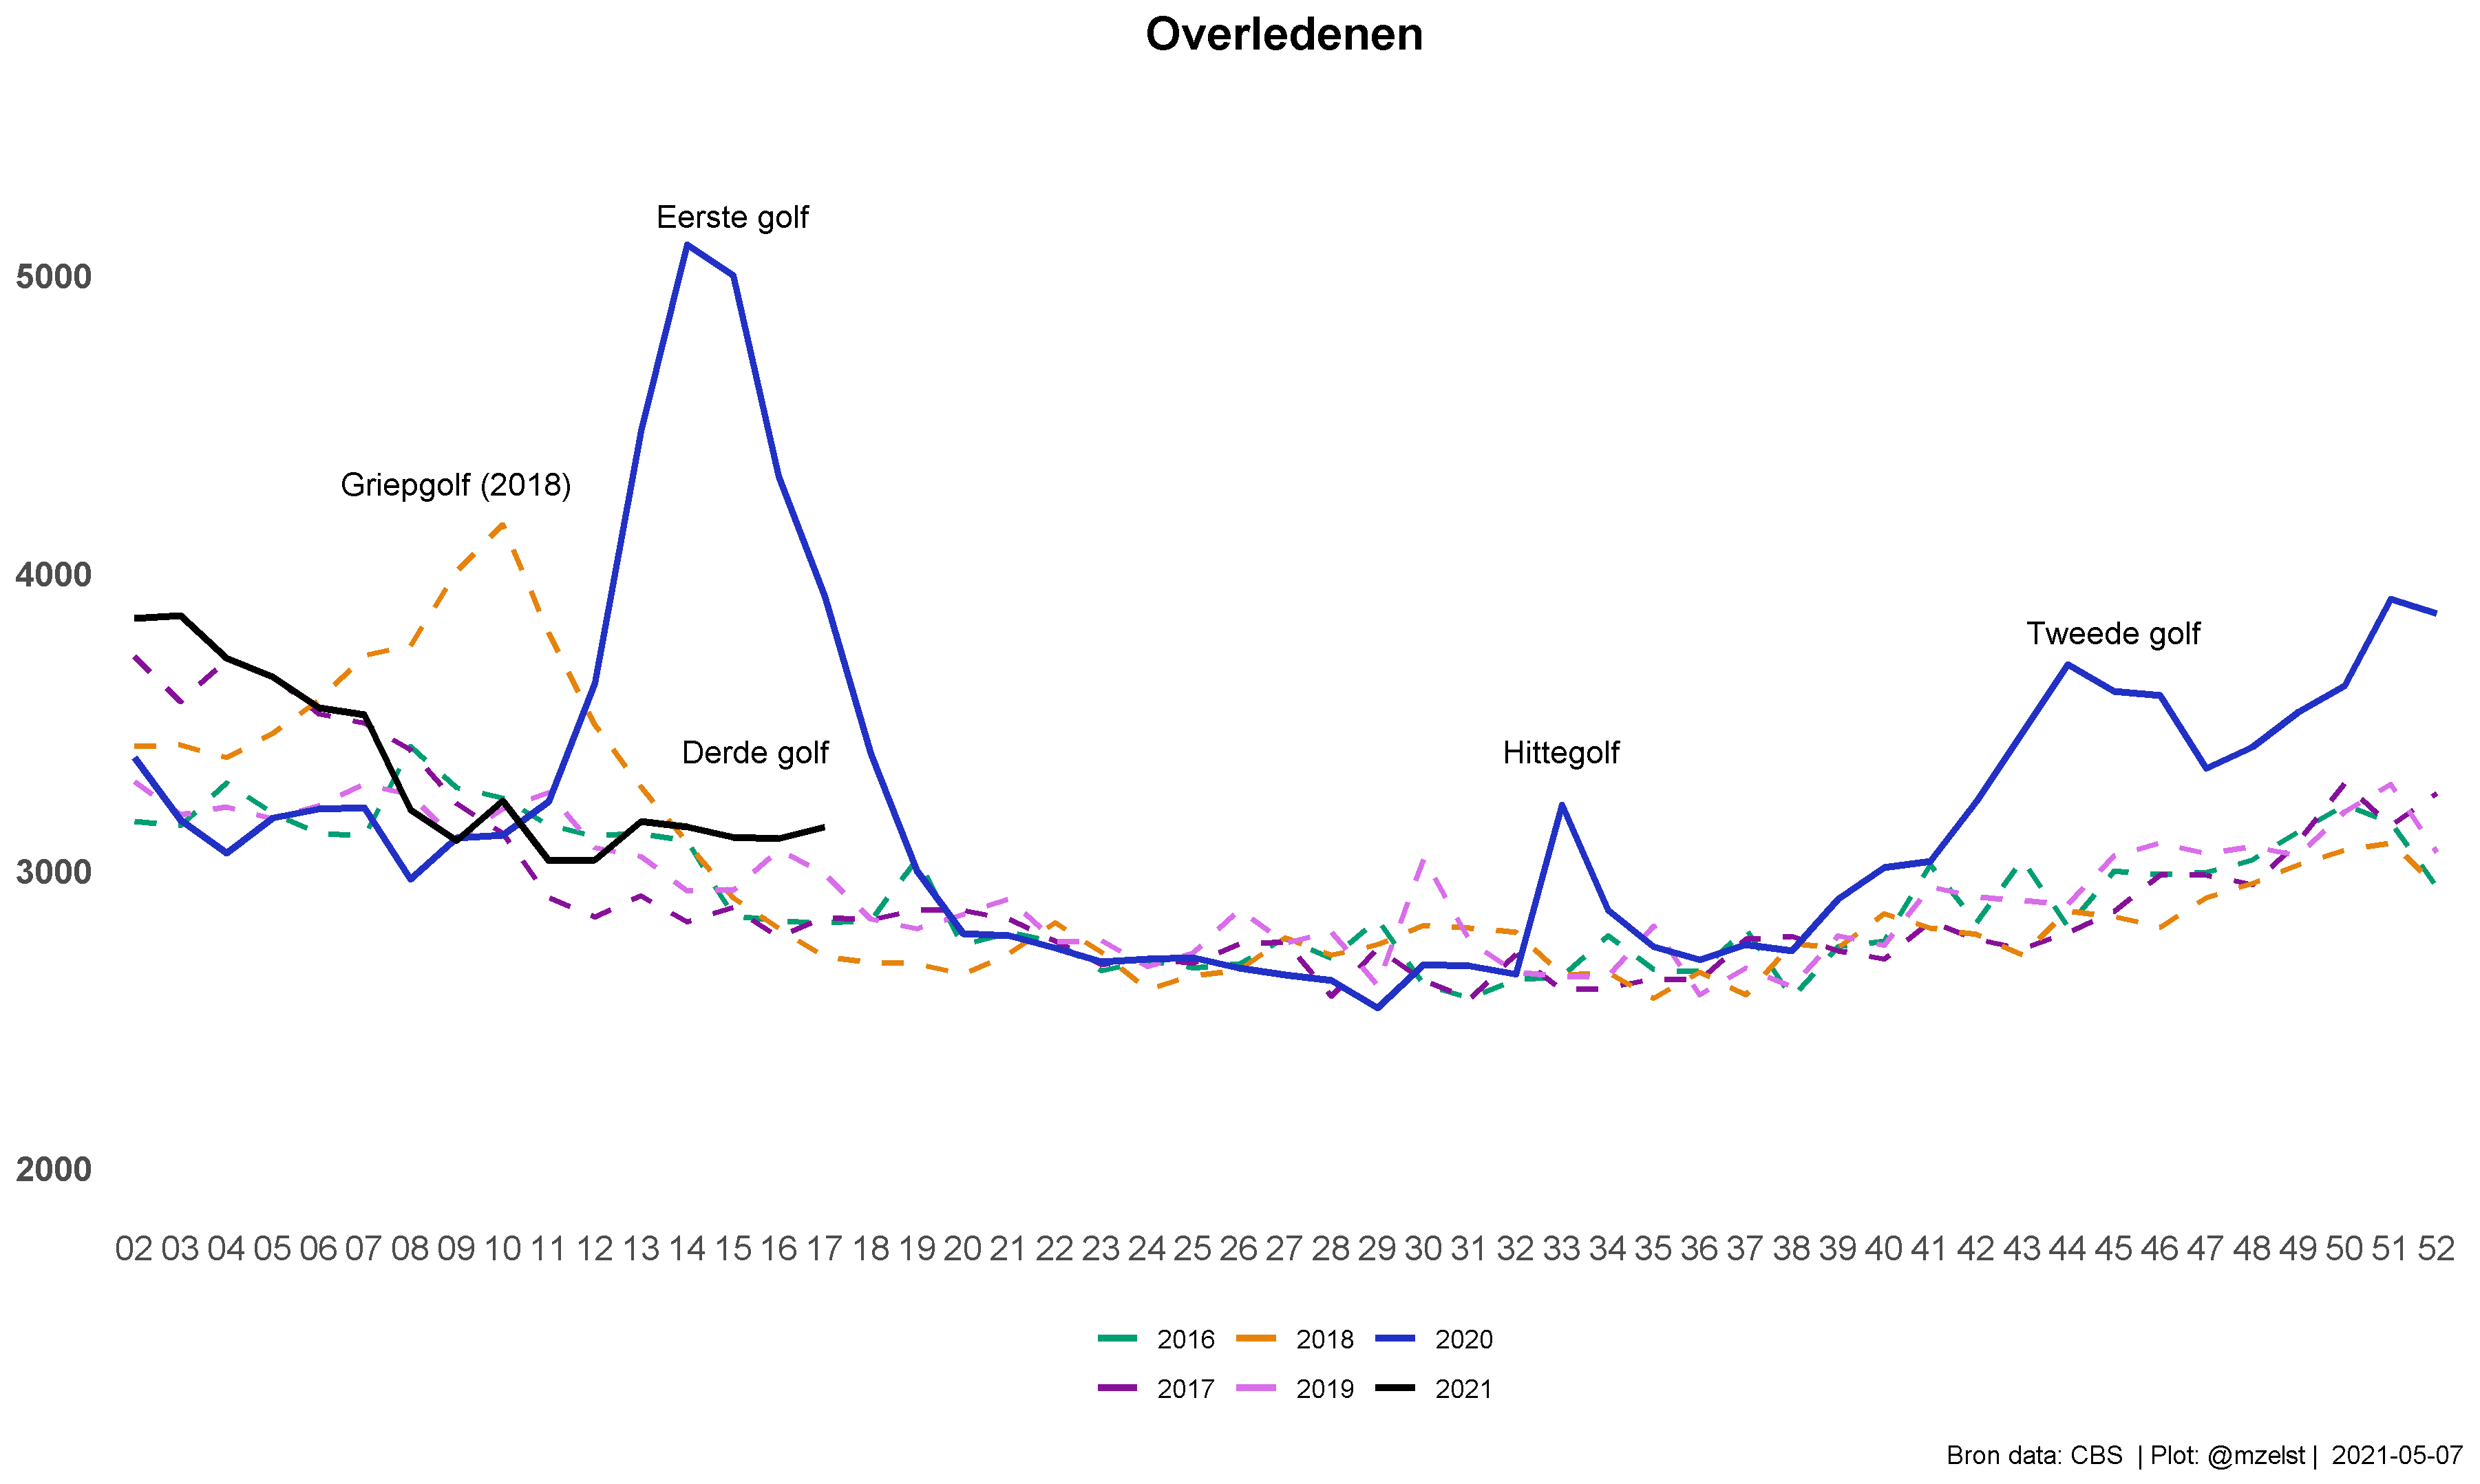 Overledenen
Eerste golf
5000
Griepgolf (2018)
4000
Tweede golf
Derde golf
Hittegolf
3000
2000
02 03 04 05 06 07 08 09 10 11 12 13 14 15 16 17 18 19 20 21 22 23 24 25 26 27 28 29 30 31 32 33 34 35 36 37 38 39 40 41 42 43 44 45 46 47 48 49 50 51 52
2016 2018 2020
2017 2019 2021
Bron data: CBS | Plot: @mzelst | 2021-05-07